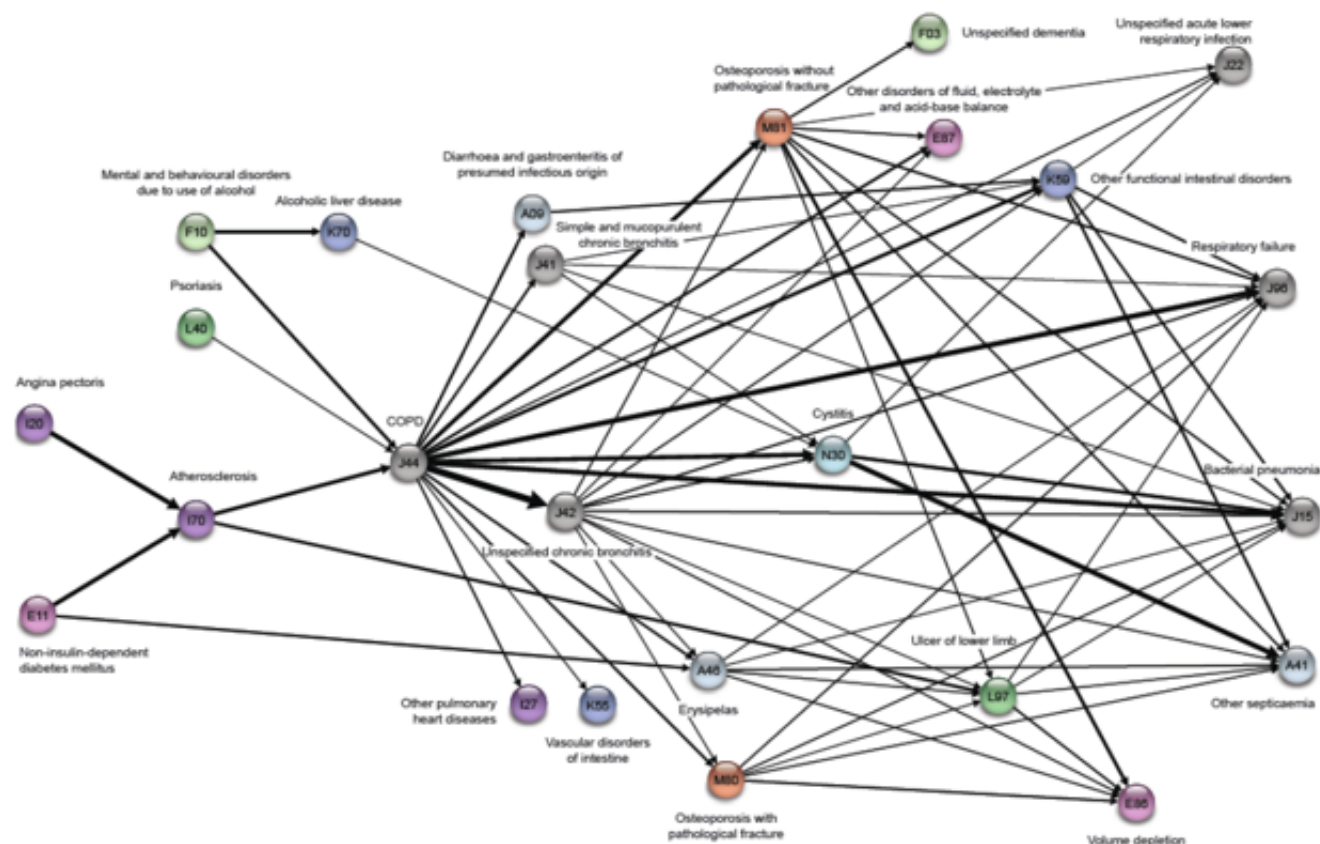 F03
Unspecified dementia
Unspecified acute lower
respiratory infection
J22
Osteoporosis without
pathological fracture
M81
Other disorders of fluid, electrolyte
and acid-base balance
E87
Diarrhoea and gastroenteritis of
presumed infectious origin
A09
K59
Other functional intestinal disorders
Mental and behavioural disorders
due to use of alcohol
F10
Alcoholic liver disease
K70
Simple and mucopurulent
chronic bronchitis
J41
Respiratory failure
J96
Psoriasis
L40
Angina pectoris
I20
COPD
J44
Cystitis
N30
Atherosclerosis
I70
J42
Unspecified chronic bronchitis
Bacterial pneumonia
J15
E11
Non-insulin-dependent
diabetes mellitus
A46
Erysipelas
Ulcer of lower limb
L97
A41
Other septicaemia
Other pulmonary
heart diseases
I27
K55
Vascular disorders
of intestine
M80
Osteoporosis with
pathological fracture
E86
Volume depletion